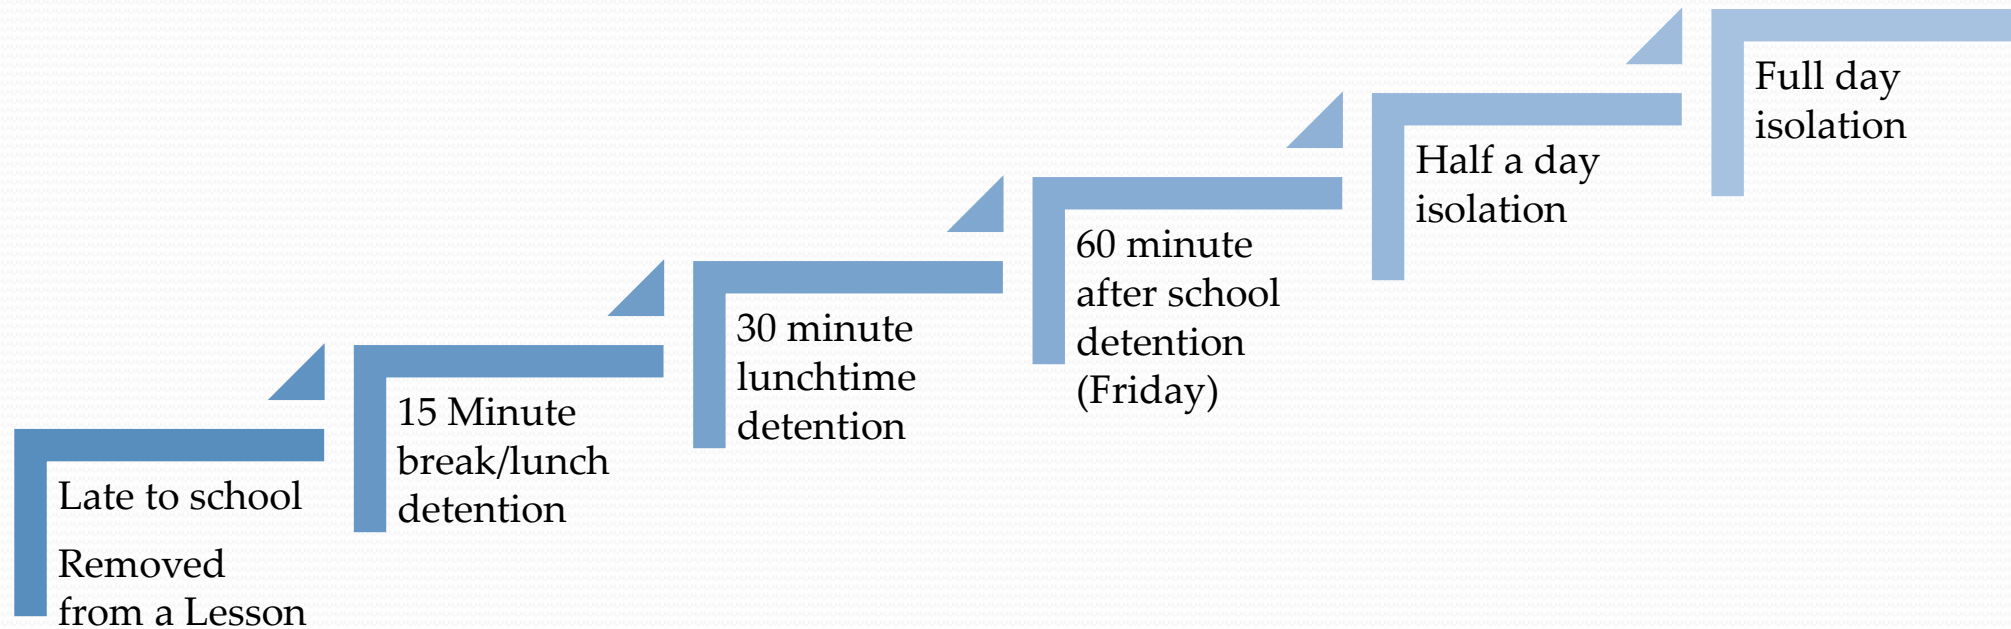 Late to school
Removed
from a Lesson
15 Minute
break/lunch
detention
30 minute
lunchtime
detention
60 minute
after school
detention
(Friday)
Half a day
isolation
Full day
isolation